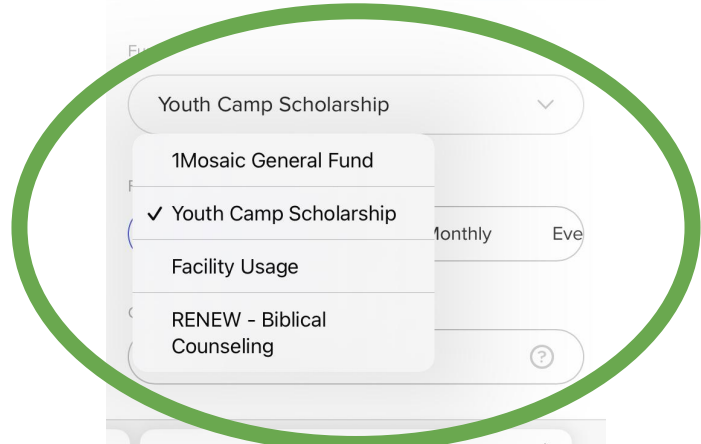 Youth Camp Scholarship
1Mosaic General Fund
✓ Youth Camp Scholarship
Monthly Eve
Facility Usage
RENEW - Biblical
Counseling
?